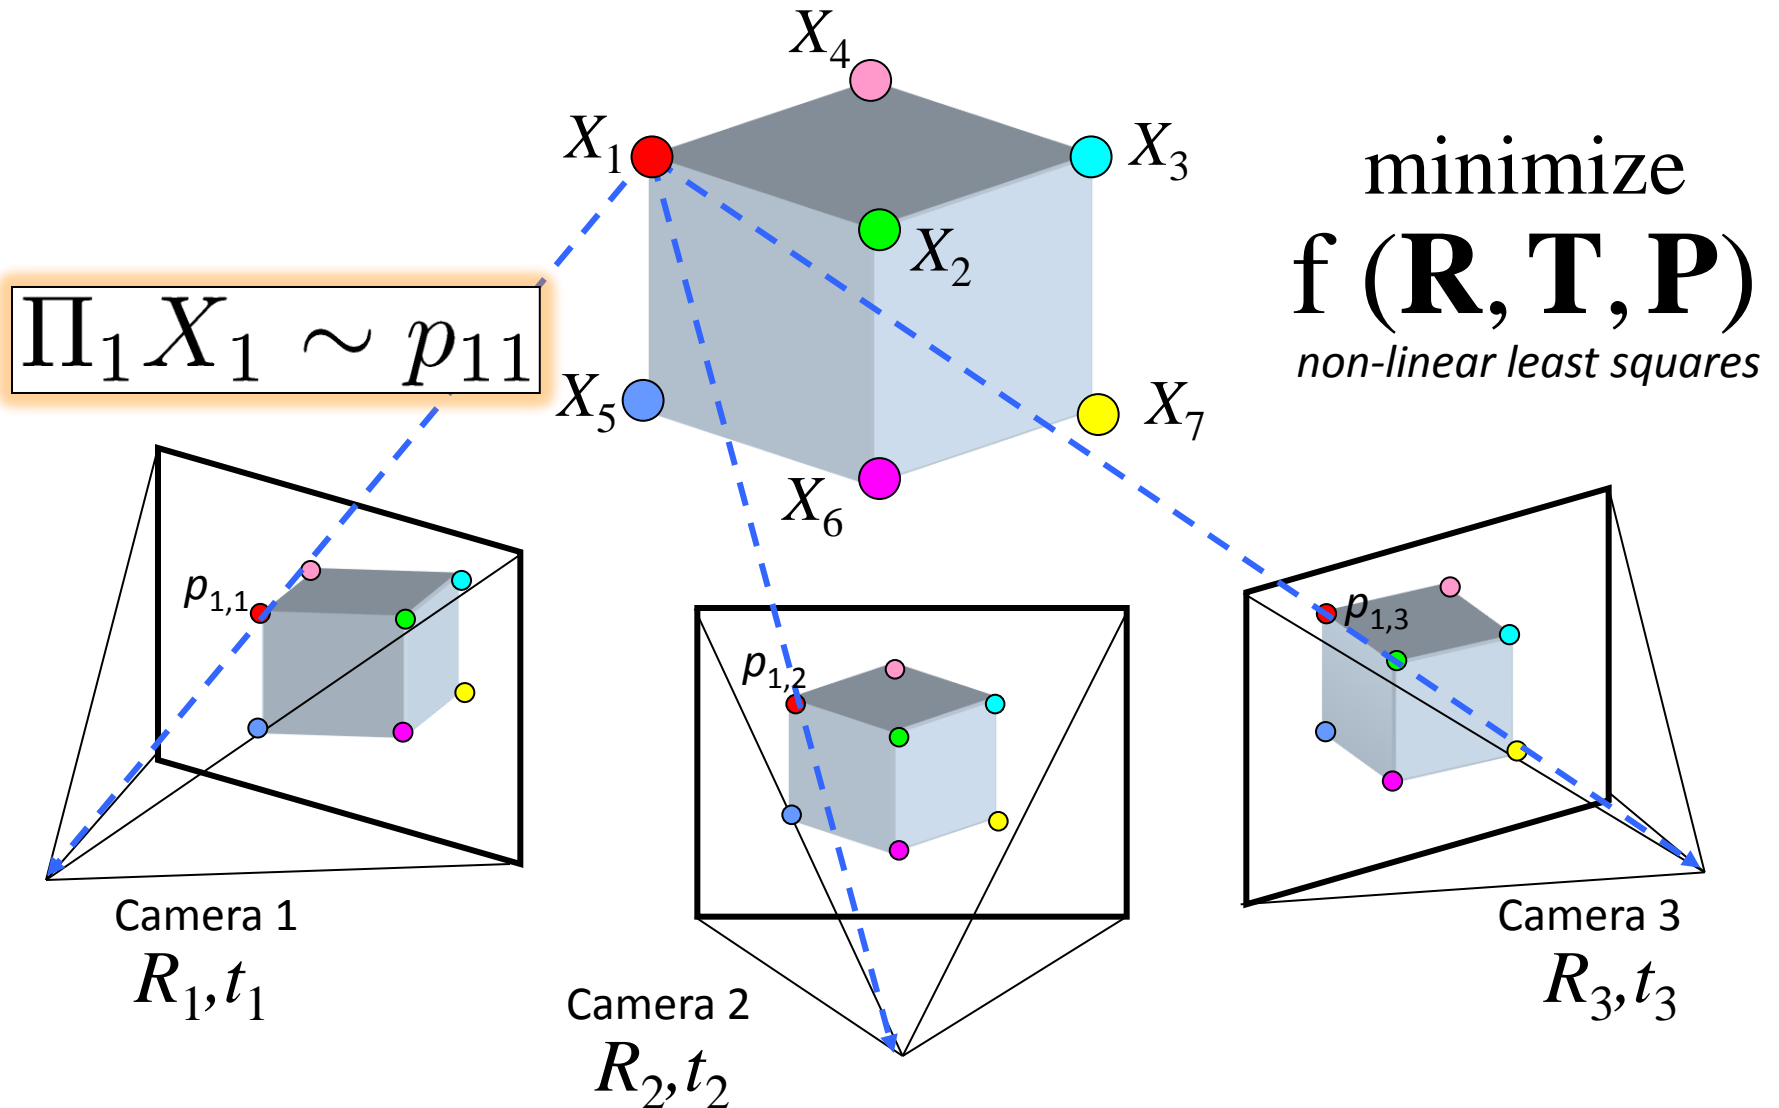 X₄
X₁
X₃
X₂
minimize
f (R, T, P)
non-linear least squares
Π₁X₁ ∼ p₁₁
X₅
X₇
X₆
p₁,₁
p₁,₂
p₁,₃
Camera 1
R₁,t₁
Camera 2
R₂,t₂
Camera 3
R₃,t₃